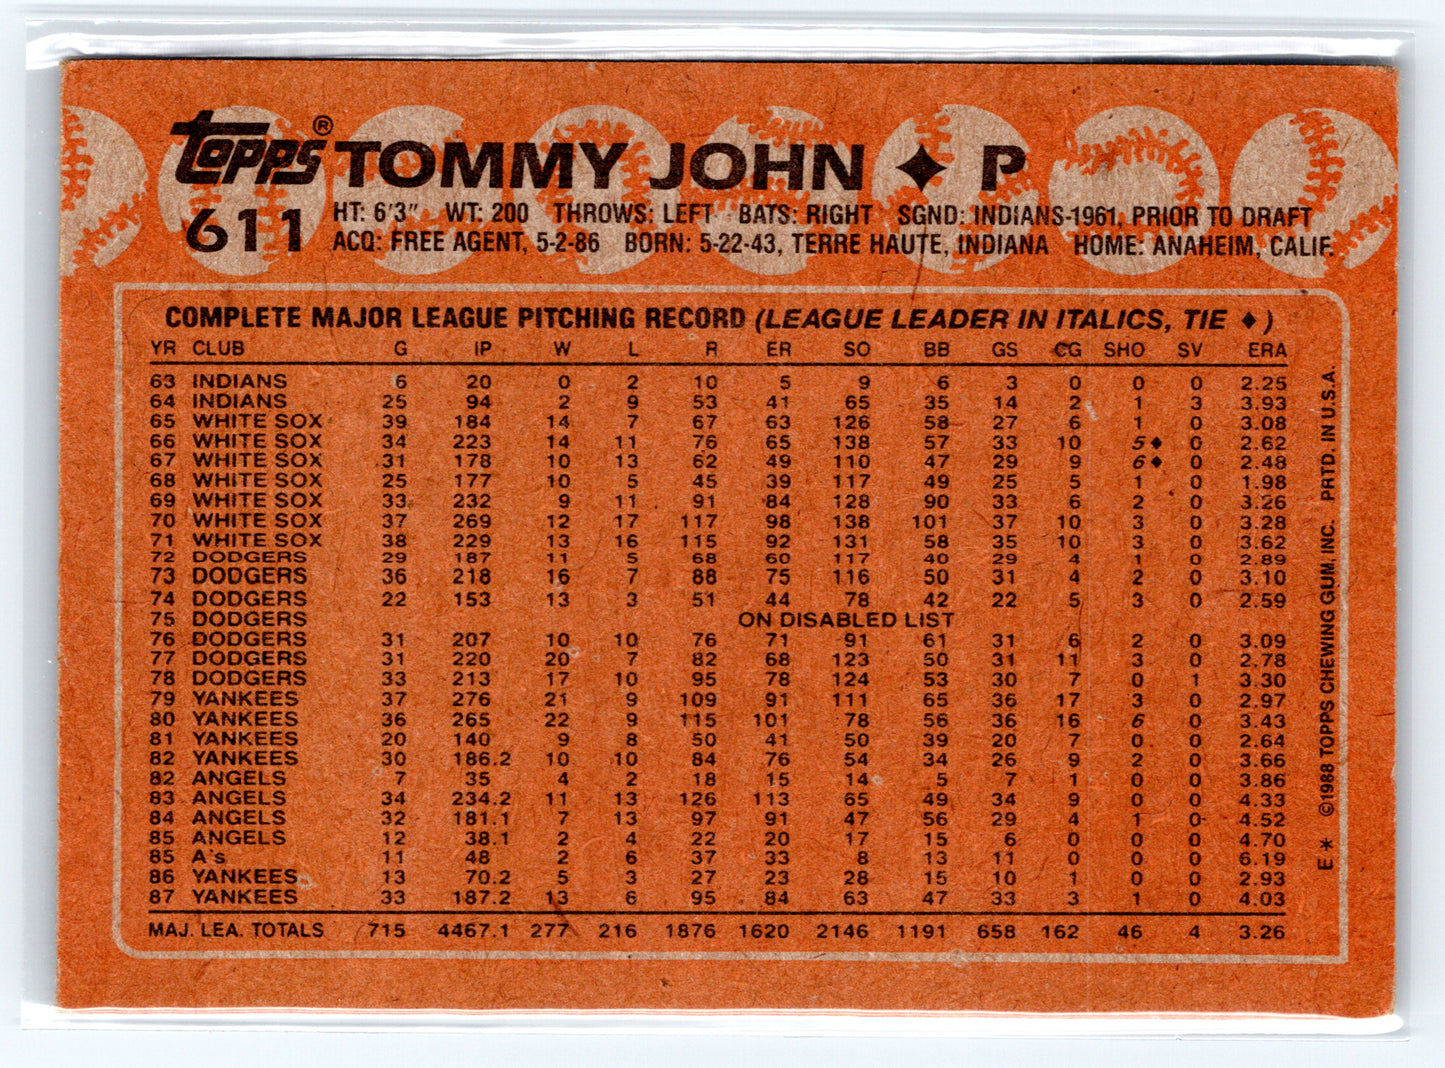 topps® TOMMY JOHN ♦ P
611 HT: 6'3" WT: 200 THROWS: LEFT BATS: RIGHT SGND: INDIANS-1961, PRIOR TO DRAFT
ACQ: FREE AGENT, 5-2-86 BORN: 5-22-43, TERRE HAUTE, INDIANA HOME: ANAHEIM, CALIF.
COMPLETE MAJOR LEAGUE PITCHING RECORD (LEAGUE LEADER IN ITALICS, TIE ♦)
YR CLUB G IP W L R ER SO BB GS CG SHO SV ERA
63 INDIANS 6 20 0 2 10 5 9 6 3 0 0 0 2.25
64 INDIANS 25 94 2 9 53 41 65 35 14 2 1 3 3.93
65 WHITE SOX 39 184 14 7 67 63 126 58 27 6 1 0 3.08
66 WHITE SOX 34 223 14 11 76 65 138 57 33 10 5♦ 0 2.62
67 WHITE SOX 31 178 10 13 62 49 110 47 29 9 6♦ 0 2.48
68 WHITE SOX 25 177 10 5 45 39 117 49 25 5 1 0 1.98
69 WHITE SOX 33 232 9 11 91 84 128 90 33 6 2 0 3.26
70 WHITE SOX 37 269 12 17 117 98 138 101 37 10 3 0 3.28
71 WHITE SOX 38 229 13 16 115 92 131 58 35 10 3 0 3.62
72 DODGERS 29 187 11 5 68 60 117 40 29 4 1 0 2.89
73 DODGERS 36 218 16 7 88 75 116 50 31 4 2 0 3.10
74 DODGERS 22 153 13 3 51 44 78 42 22 5 3 0 2.59
75 DODGERS ON DISABLED LIST
76 DODGERS 31 207 10 10 76 71 91 61 31 6 2 0 3.09
77 DODGERS 31 220 20 7 82 68 123 50 31 11 3 0 2.78
78 DODGERS 33 213 17 10 95 78 124 53 30 7 0 1 3.30
79 YANKEES 37 276 21 9 109 91 111 65 36 17 3 0 2.97
80 YANKEES 36 265 22 9 115 101 78 56 36 16 6 0 3.43
81 YANKEES 20 140 9 8 50 41 50 39 20 7 0 0 2.64
82 YANKEES 30 186.2 10 10 84 76 54 34 26 9 2 0 3.66
82 ANGELS 7 35 4 2 18 15 14 5 7 1 0 0 3.86
83 ANGELS 34 234.2 11 13 126 113 65 49 34 9 0 0 4.33
84 ANGELS 32 181.1 7 13 97 91 47 56 29 4 1 0 4.52
85 ANGELS 12 38.1 2 4 22 20 17 15 6 0 0 0 4.70
85 A's 11 48 2 6 37 33 8 13 11 0 0 0 6.19
86 YANKEES 13 70.2 5 3 27 23 28 15 10 1 0 0 2.93
87 YANKEES 33 187.2 13 6 95 84 63 47 33 3 1 0 4.03
MAJ. LEA. TOTALS 715 4467.1 277 216 1876 1620 2146 1191 658 162 46 4 3.26
E * ©1988 TOPPS CHEWING GUM, INC. PRTD. IN U.S.A.